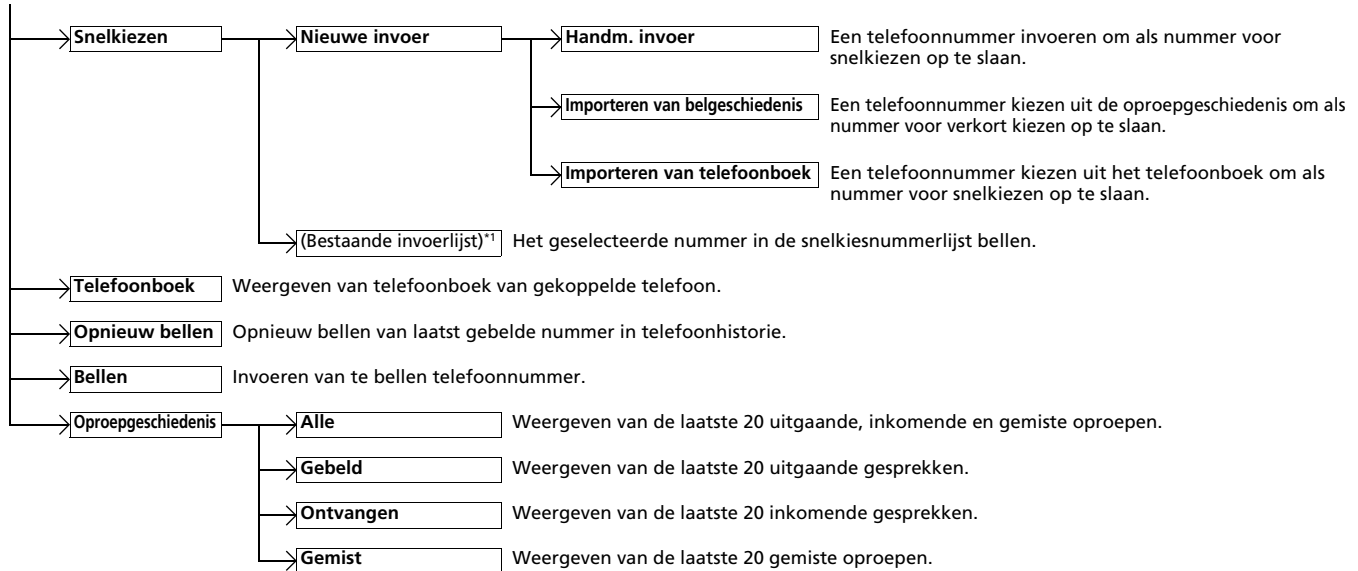 Snelkiezen
Nieuwe invoer
Handm. invoer
Een telefoonnummer invoeren om als nummer voor
snelkiezen op te slaan.
Importeren van belgeschiedenis
Een telefoonnummer kiezen uit de oproepgeschiedenis om als
nummer voor verkort kiezen op te slaan.
Importeren van telefoonboek
Een telefoonnummer kiezen uit het telefoonboek om als
nummer voor snelkiezen op te slaan.
(Bestaande invoerlijst)*1
Het geselecteerde nummer in de snelkiesnummerlijst bellen.
Telefoonboek
Weergeven van telefoonboek van gekoppelde telefoon.
Opnieuw bellen
Opnieuw bellen van laatst gebelde nummer in telefoonhistorie.
Bellen
Invoeren van te bellen telefoonnummer.
Oproepgeschiedenis
Alle
Weergeven van de laatste 20 uitgaande, inkomende en gemiste oproepen.
Gebeld
Weergeven van de laatste 20 uitgaande gesprekken.
Ontvangen
Weergeven van de laatste 20 inkomende gesprekken.
Gemist
Weergeven van de laatste 20 gemiste oproepen.